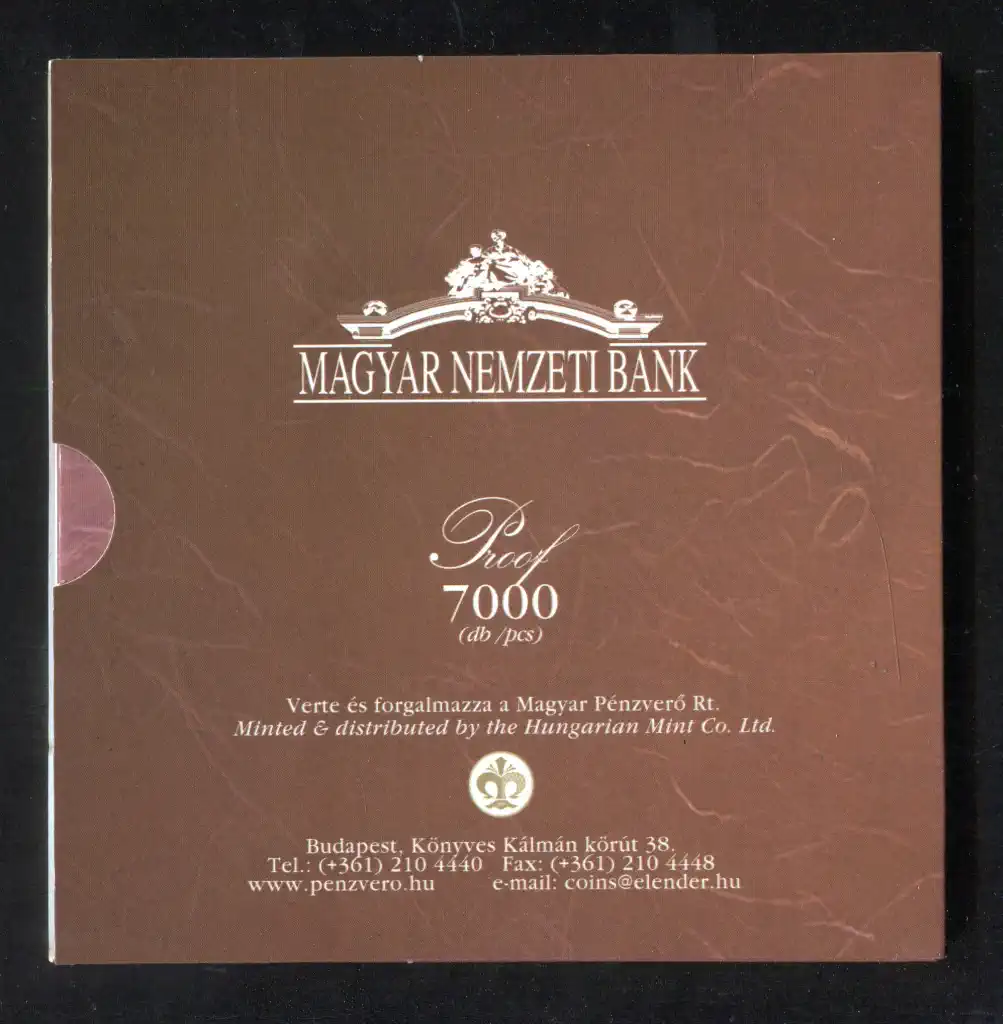 MAGYAR NEMZETI BANK
Proof
7000
(db /pcs)
Verte és forgalmazza a Magyar Pénzverő Rt.
Minted & distributed by the Hungarian Mint Co. Ltd.
Budapest, Könyves Kálmán körút 38.
Tel.: (+361) 210 4440 Fax: (+361) 210 4448
www.penzvero.hu e-mail: coins@elender.hu